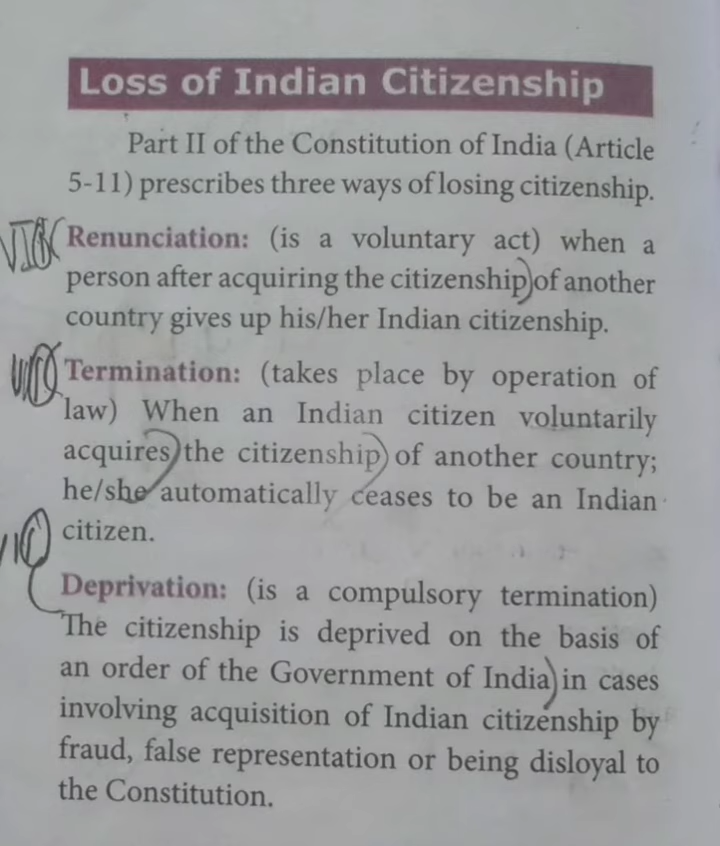 Loss of Indian Citizenship
Part II of the Constitution of India (Article
5-11) prescribes three ways of losing citizenship.
Renunciation: (is a voluntary act) when a
person after acquiring the citizenship of another
country gives up his/her Indian citizenship.
Termination: (takes place by operation of
law) When an Indian citizen voluntarily
acquires the citizenship of another country;
he/she automatically ceases to be an Indian
citizen.
Deprivation: (is a compulsory termination)
The citizenship is deprived on the basis of
an order of the Government of India in cases
involving acquisition of Indian citizenship by
fraud, false representation or being disloyal to
the Constitution.